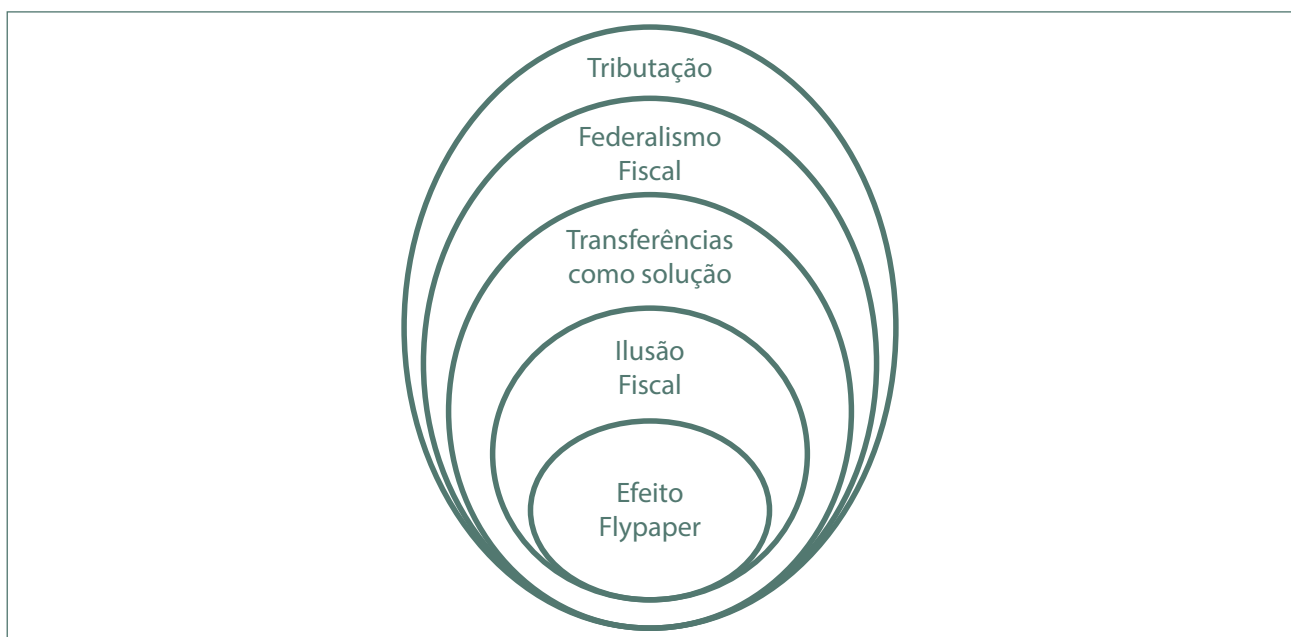 Tributação
Federalismo
Fiscal
Transferências
como solução
Ilusão
Fiscal
Efeito
Flypaper